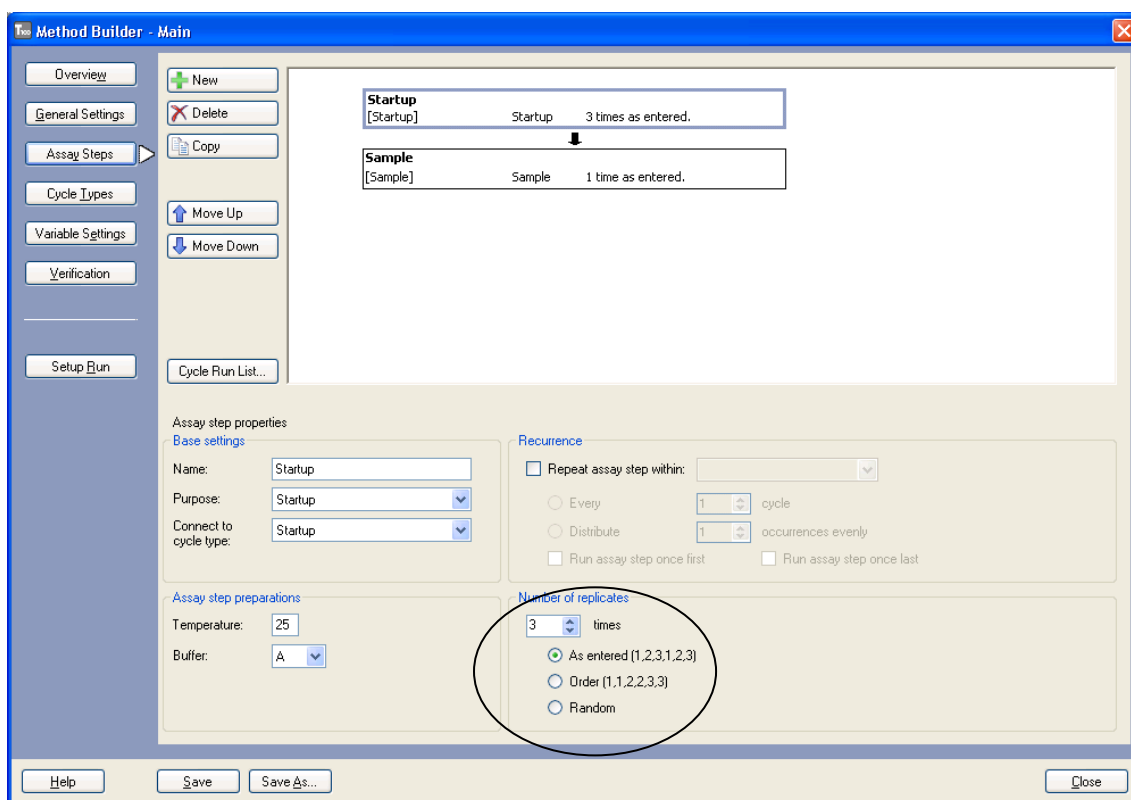 T100 Method Builder - Main
Overview
General Settings
Assay Steps
Cycle Types
Variable Settings
Verification
Setup Run
New
Delete
Copy
Move Up
Move Down
Cycle Run List...
Startup
[Startup] Startup 3 times as entered.
Sample
[Sample] Sample 1 time as entered.
Assay step properties
Base settings
Name: Startup
Purpose: Startup
Connect to cycle type: Startup
Recurrence
Repeat assay step within:
Every 1 cycle
Distribute 1 occurrences evenly
Run assay step once first Run assay step once last
Assay step preparations
Temperature: 25
Buffer: A
Number of replicates
3 times
As entered (1,2,3,1,2,3)
Order (1,1,2,2,3,3)
Random
Help Save Save As... Close